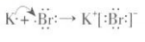 K· + ·Br: → K⁺[:Br:]⁻